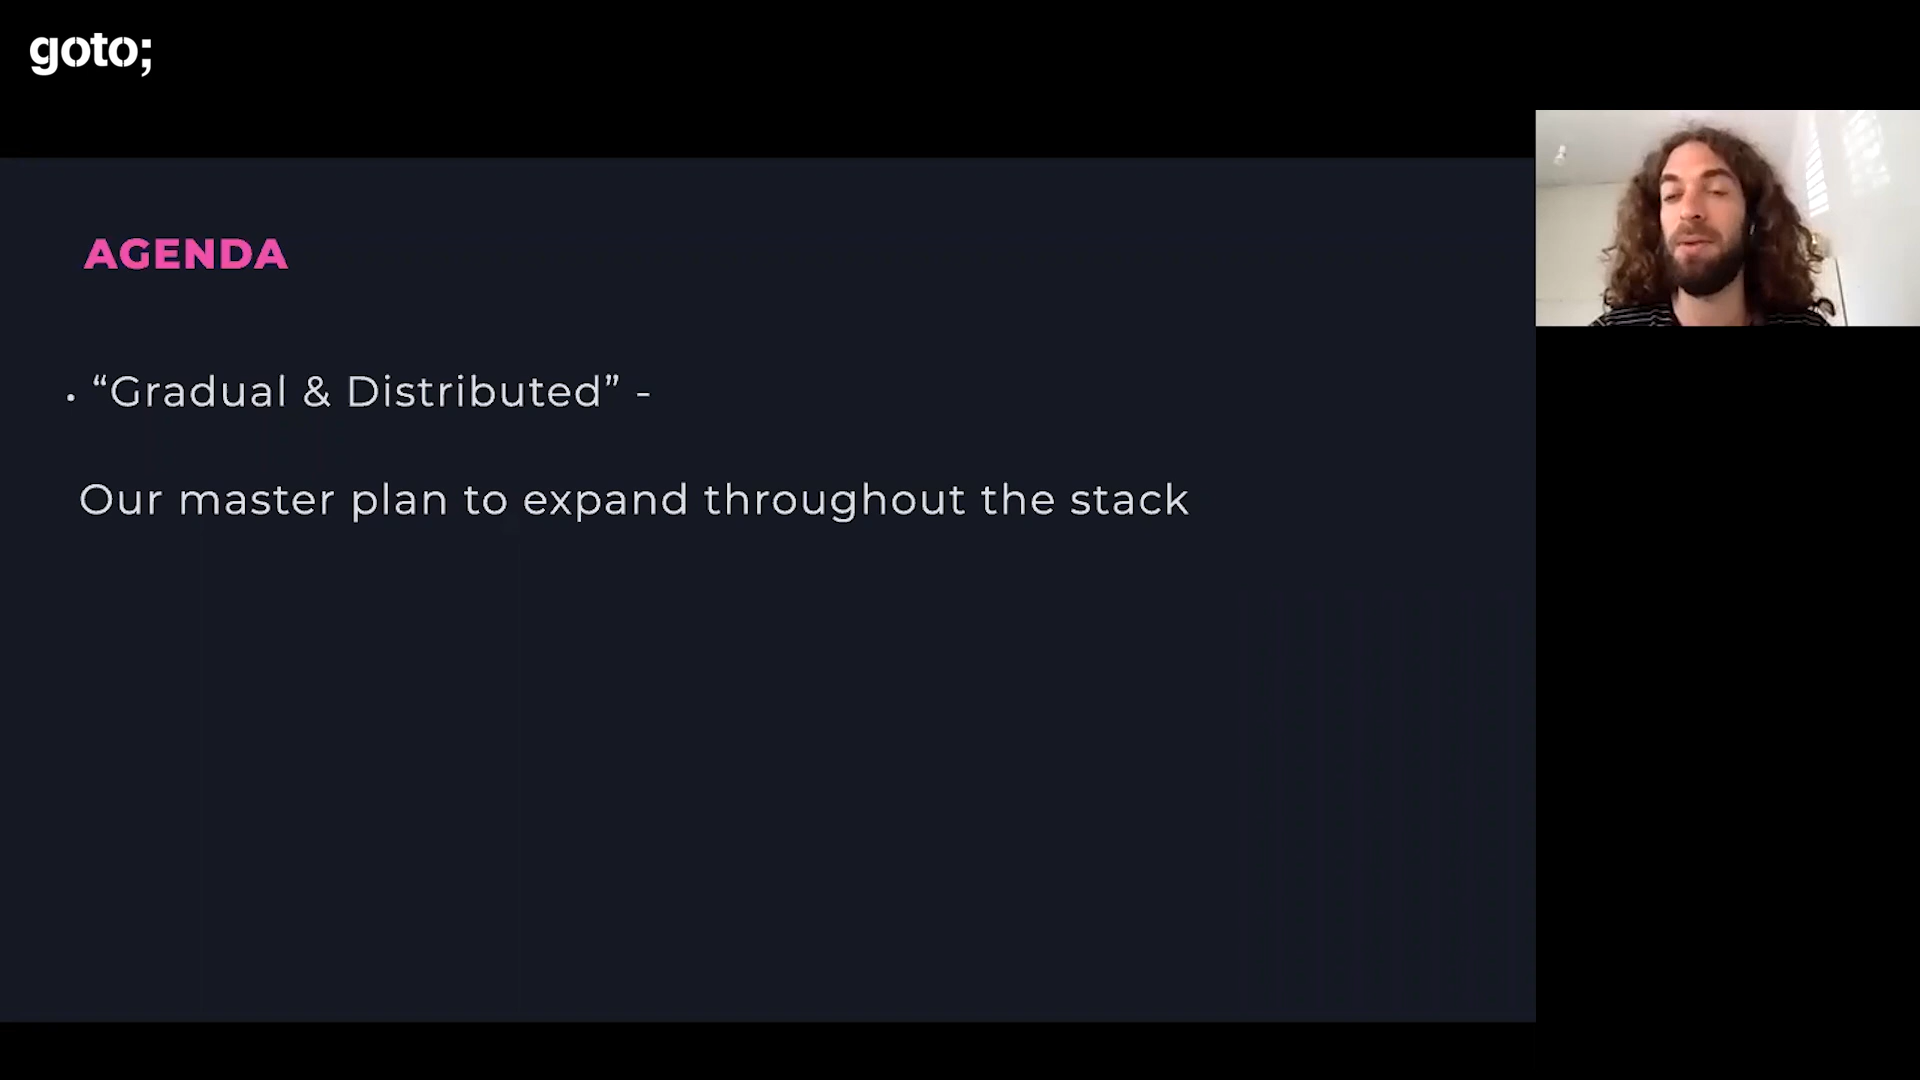 goto;
AGENDA
• “Gradual & Distributed” -
Our master plan to expand throughout the stack